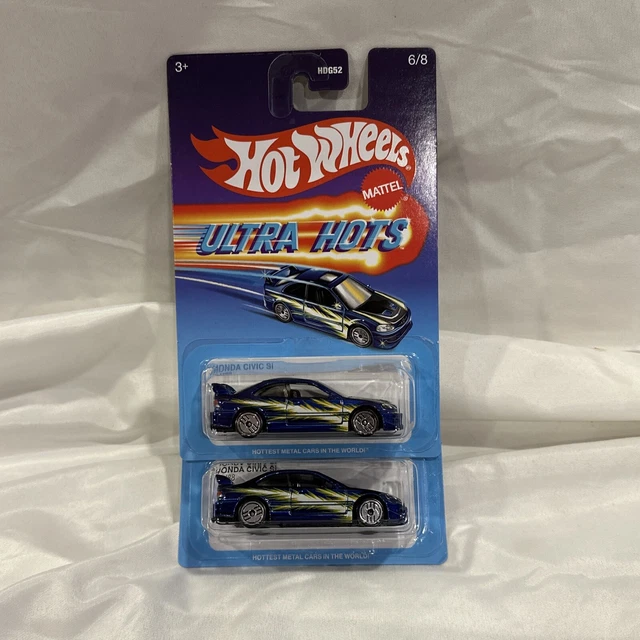 3+
HDG52
6/8
Hot Wheels
MATTEL
ULTRA HOTS
HONDA CIVIC Si
HOTTEST METAL CARS IN THE WORLD!
HONDA CIVIC Si
HOTTEST METAL CARS IN THE WORLD!